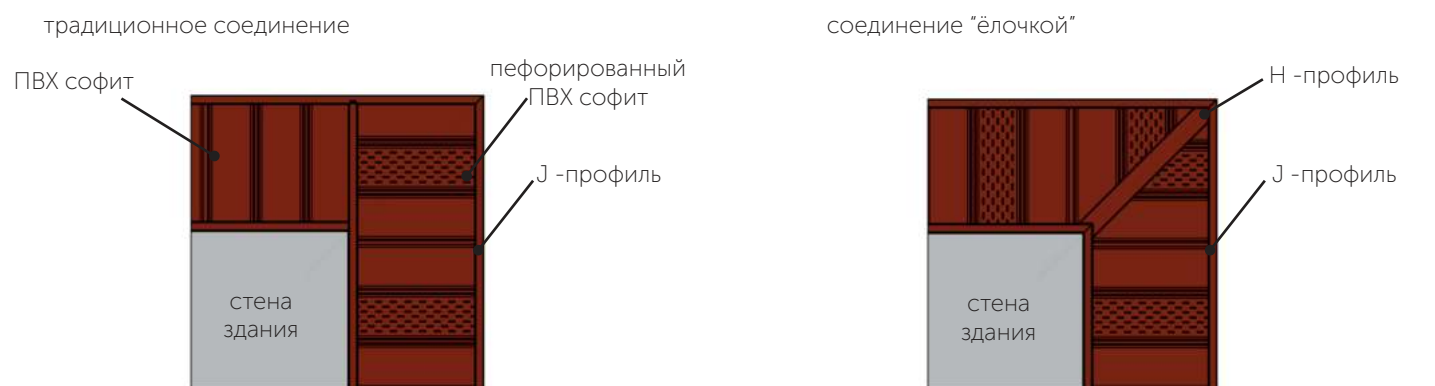 традиционное соединение
ПВХ софит
пефорированный
ПВХ софит
J -профиль
стена
здания
соединение “ёлочкой”
H -профиль
J -профиль
стена
здания